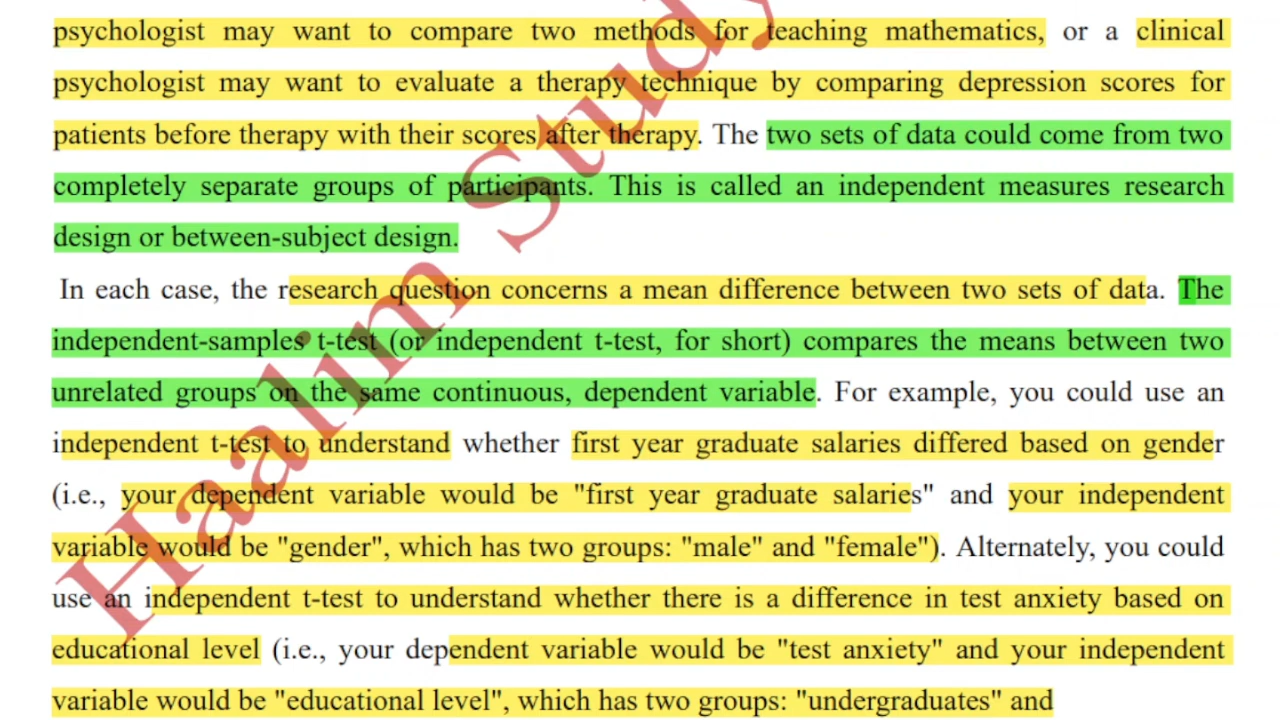 psychologist may want to compare two methods for teaching mathematics, or a clinical
psychologist may want to evaluate a therapy technique by comparing depression scores for
patients before therapy with their scores after therapy. The two sets of data could come from two
completely separate groups of participants. This is called an independent measures research
design or between-subject design.
In each case, the research question concerns a mean difference between two sets of data. The
independent-samples t-test (or independent t-test, for short) compares the means between two
unrelated groups on the same continuous, dependent variable. For example, you could use an
independent t-test to understand whether first year graduate salaries differed based on gender
(i.e., your dependent variable would be "first year graduate salaries" and your independent
variable would be "gender", which has two groups: "male" and "female"). Alternately, you could
use an independent t-test to understand whether there is a difference in test anxiety based on
educational level (i.e., your dependent variable would be "test anxiety" and your independent
variable would be "educational level", which has two groups: "undergraduates" and
Haalim Study